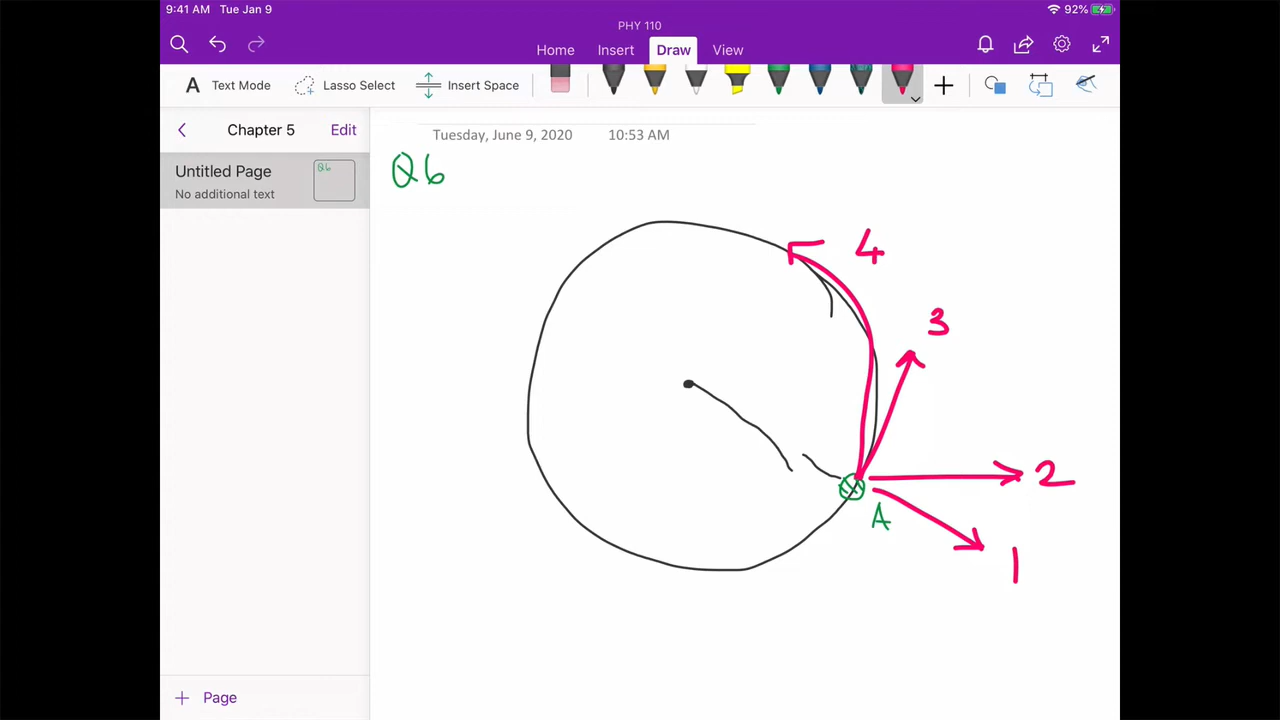 9:41 AM Tue Jan 9
92%
PHY 110
Home Insert Draw View
A Text Mode Lasso Select Insert Space
Chapter 5 Edit
Tuesday, June 9, 2020 10:53 AM
Untitled Page
No additional text
Q6
Q6
4
3
2
A
1
+ Page